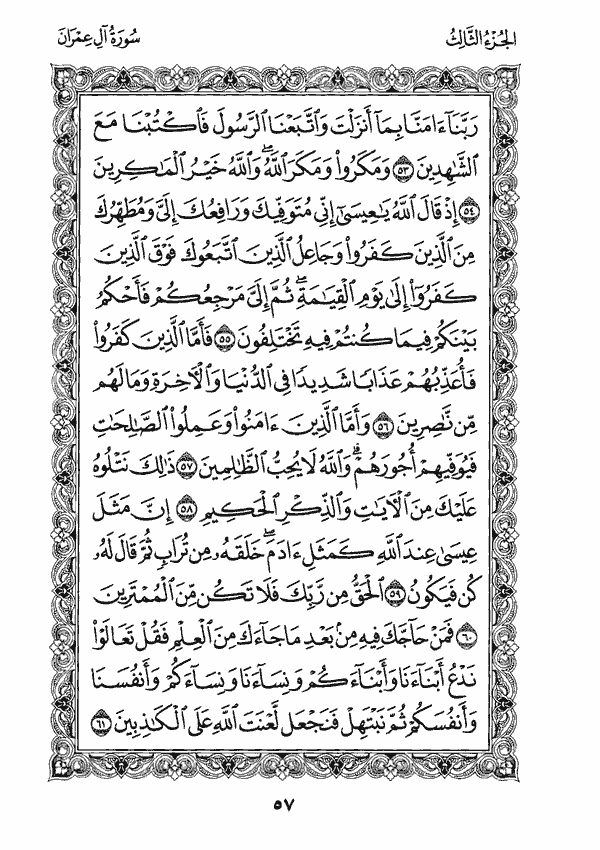 الجزء الثالث
سورة آل عمران
رَبَّنَآ ءَامَنَّا بِمَآ أَنزَلْتَ وَٱتَّبَعْنَا ٱلرَّسُولَ فَٱكْتُبْنَا مَعَ
ٱلشَّٰهِدِينَ ٥٣ وَمَكَرُوا۟ وَمَكَرَ ٱللَّهُ ۖ وَٱللَّهُ خَيْرُ ٱلْمَٰكِرِينَ
٥٤ إِذْ قَالَ ٱللَّهُ يَٰعِيسَىٰٓ إِنِّى مُتَوَفِّيكَ وَرَافِعُكَ إِلَىَّ وَمُطَهِّرُكَ
مِنَ ٱلَّذِينَ كَفَرُوا۟ وَجَاعِلُ ٱلَّذِينَ ٱتَّبَعُوكَ فَوْقَ ٱلَّذِينَ
كَفَرُوٓا۟ إِلَىٰ يَوْمِ ٱلْقِيَٰمَةِ ۖ ثُمَّ إِلَىَّ مَرْجِعُكُمْ فَأَحْكُمُ
بَيْنَكُمْ فِيمَا كُنتُمْ فِيهِ تَخْتَلِفُونَ ٥٥ فَأَمَّا ٱلَّذِينَ كَفَرُوا۟
فَأُعَذِّبُهُمْ عَذَابًا شَدِيدًا فِى ٱلدُّنْيَا وَٱلْءَاخِرَةِ وَمَا لَهُم
مِّن نَّٰصِرِينَ ٥٦ وَأَمَّا ٱلَّذِينَ ءَامَنُوا۟ وَعَمِلُوا۟ ٱلصَّٰلِحَٰتِ
فَيُوَفِّيهِمْ أُجُورَهُمْ ۗ وَٱللَّهُ لَا يُحِبُّ ٱلظَّٰلِمِينَ ٥٧ ذَٰلِكَ نَتْلُوهُ
عَلَيْكَ مِنَ ٱلْءَايَٰتِ وَٱلذِّكْرِ ٱلْحَكِيمِ ٥٨ إِنَّ مَثَلَ
عِيسَىٰ عِندَ ٱللَّهِ كَمَثَلِ ءَادَمَ ۖ خَلَقَهُۥ مِن تُرَابٍ ثُمَّ قَالَ لَهُۥ
كُن فَيَكُونُ ٥٩ ٱلْحَقُّ مِن رَّبِّكَ فَلَا تَكُن مِّنَ ٱلْمُمْتَرِينَ
٦٠ فَمَنْ حَآجَّكَ فِيهِ مِنۢ بَعْدِ مَا جَآءَكَ مِنَ ٱلْعِلْمِ فَقُلْ تَعَالَوْا۟
نَدْعُ أَبْنَآءَنَا وَأَبْنَآءَكُمْ وَنِسَآءَنَا وَنِسَآءَكُمْ وَأَنفُسَنَا
وَأَنفُسَكُمْ ثُمَّ نَبْتَهِلْ فَنَجْعَل لَّعْنَتَ ٱللَّهِ عَلَى ٱلْكَٰذِبِينَ ٦١
٥٧